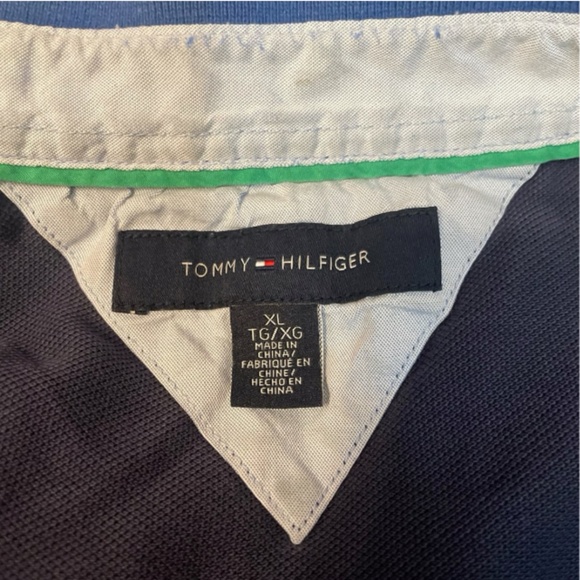 TOMMY HILFIGER
XL
TG/XG
MADE IN
CHINA/
FABRIQUÉ EN
CHINE/
HECHO EN
CHINA